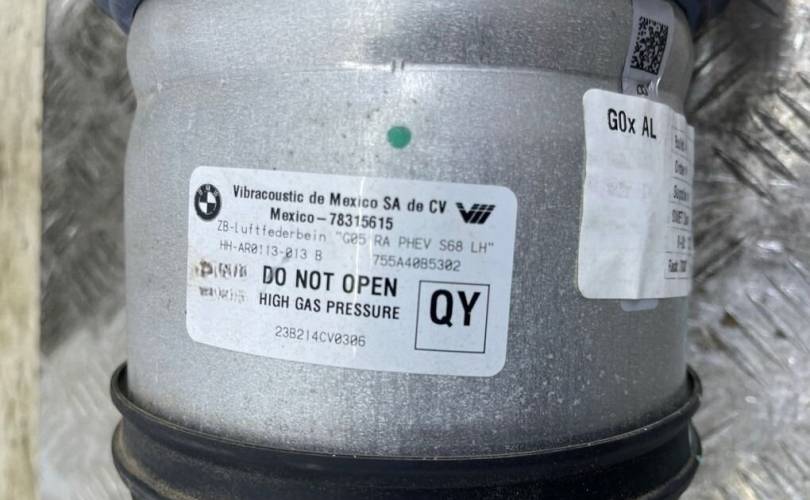 Vibracoustic de Mexico SA de CV
Mexico-78315615
ZB-Luftfederbein "G05 RA PHEV S68 LH"
HH-AR0113-013 B 755A40B5302
DO NOT OPEN
HIGH GAS PRESSURE
QY
23B214CV0306
G0x AL